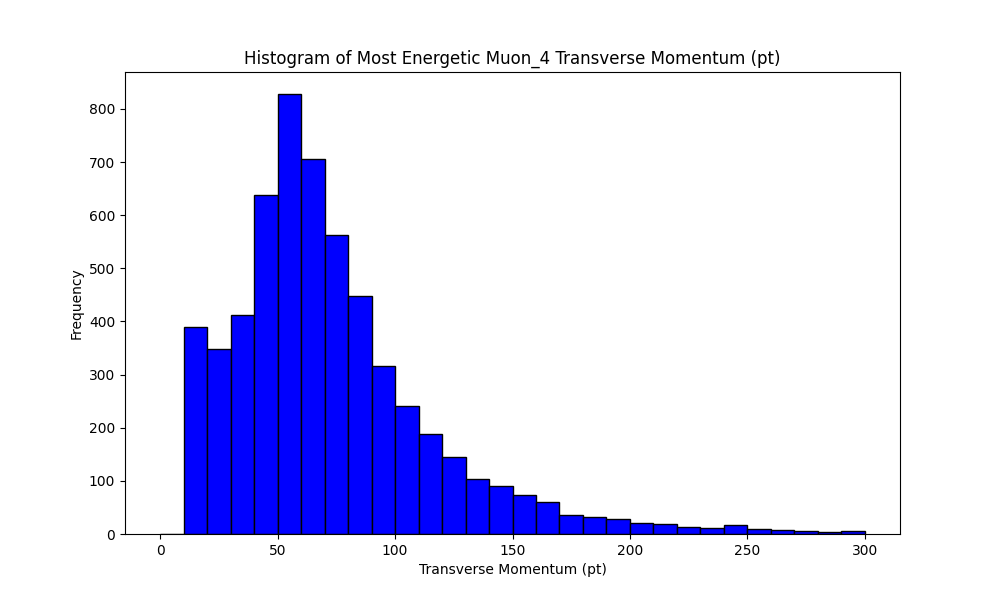 Histogram of Most Energetic Muon_4 Transverse Momentum (pt)
800
700
600
500
400
300
200
100
0
Frequency
0 50 100 150 200 250 300
Transverse Momentum (pt)